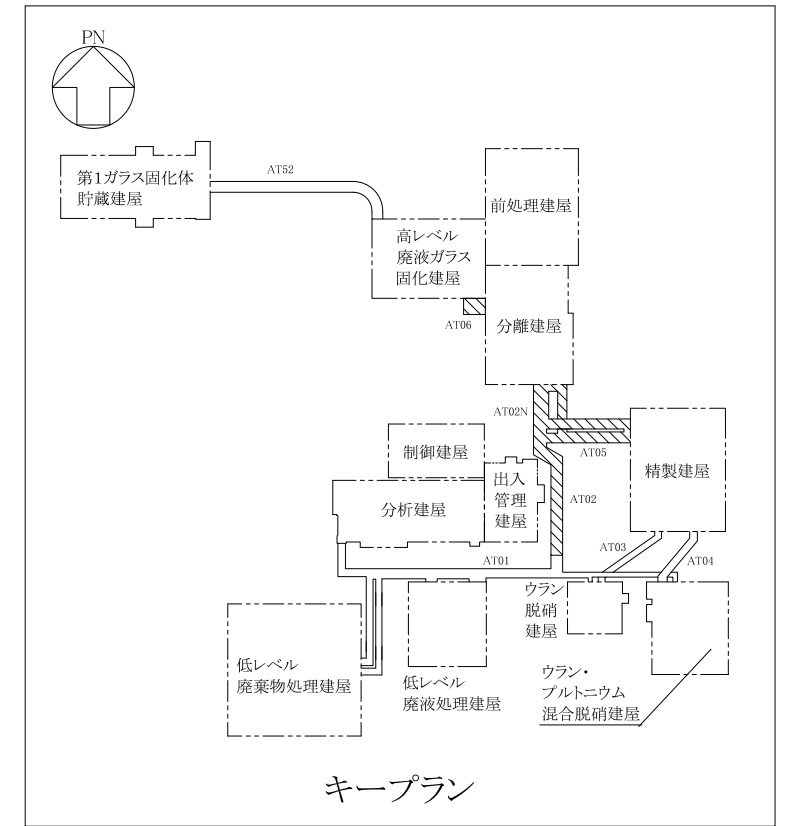 PN
第1ガラス固化体
貯蔵建屋
AT52
前処理建屋
高レベル
廃液ガラス
固化建屋
AT06
分離建屋
AT02N
制御建屋
AT05
精製建屋
出入
管理
建屋
分析建屋
AT02
AT01
AT03
AT04
ウラン
脱硝
建屋
低レベル
廃棄物処理建屋
低レベル
廃液処理建屋
ウラン・
プルトニウム
混合脱硝建屋
キープラン